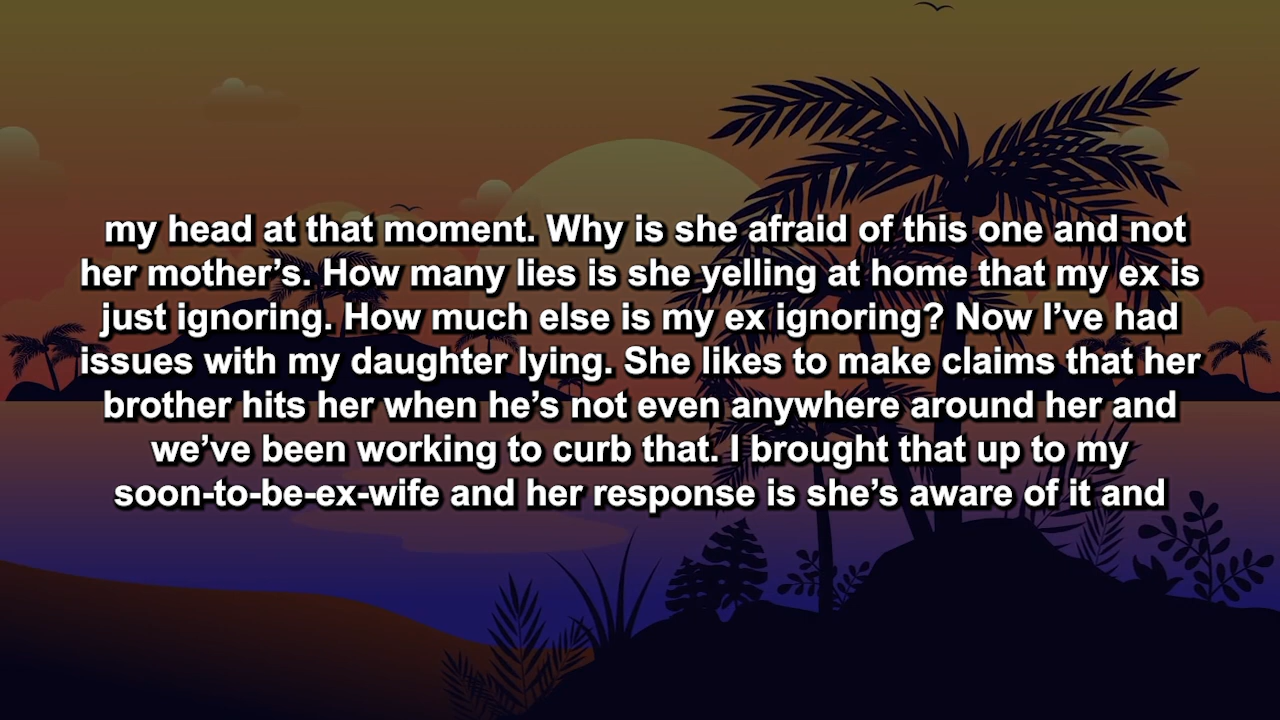 my head at that moment. Why is she afraid of this one and not
her mother’s. How many lies is she yelling at home that my ex is
just ignoring. How much else is my ex ignoring? Now I’ve had
issues with my daughter lying. She likes to make claims that her
brother hits her when he’s not even anywhere around her and
we’ve been working to curb that. I brought that up to my
soon-to-be-ex-wife and her response is she’s aware of it and